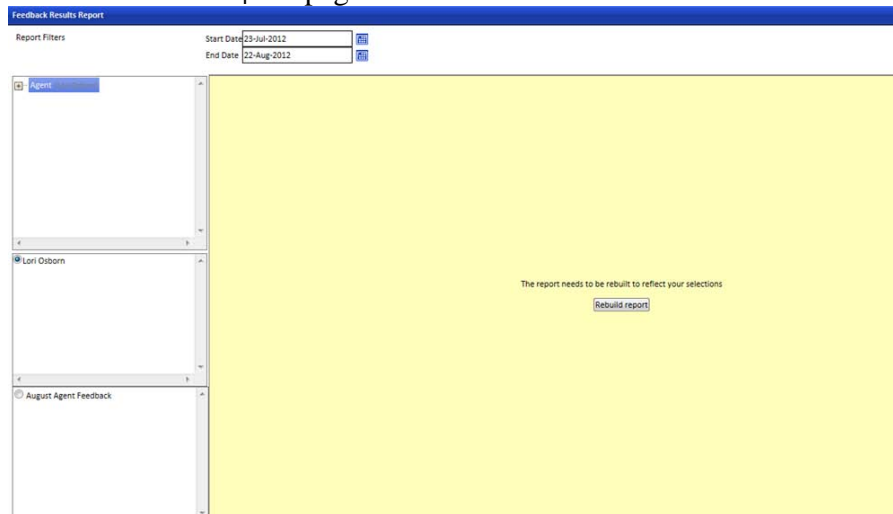 Feedback Results Report
Report Filters
Start Date 23-Jul-2012
End Date 22-Aug-2012
Agent
Lori Osborn
August Agent Feedback
The report needs to be rebuilt to reflect your selections
Rebuild report